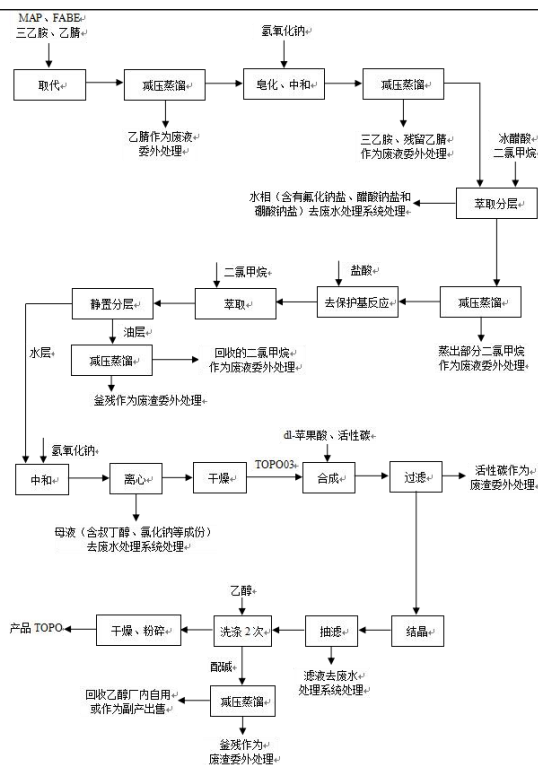 MAP、FABE
三乙胺、乙腈
氢氧化钠
取代
减压蒸馏
皂化、中和
减压蒸馏
乙腈作为废液
委外处理
三乙胺、残留乙腈
作为废液委外处理
冰醋酸
二氯甲烷
水相（含有氟化钠盐、醋酸钠盐和
硼酸钠盐）去废水处理系统处理
萃取分层
二氯甲烷
盐酸
静置分层
萃取
去保护基反应
减压蒸馏
水层
油层
减压蒸馏
回收的二氯甲烷
作为废液委外处理
蒸出部分二氯甲烷
作为废液委外处理
釜残作为废渣委外处理
氢氧化钠
dl-苹果酸、活性碳
中和
离心
干燥
TOPO03
合成
过滤
活性碳作为
废渣委外处理
母液（含叔丁醇、氯化钠等成份）
去废水处理系统处理
乙醇
产品 TOPO
干燥、粉碎
洗涤 2 次
抽滤
结晶
配碱
滤液去废水
处理系统处理
回收乙醇厂内自用
或作为副产出售
减压蒸馏
釜残作为
废渣委外处理